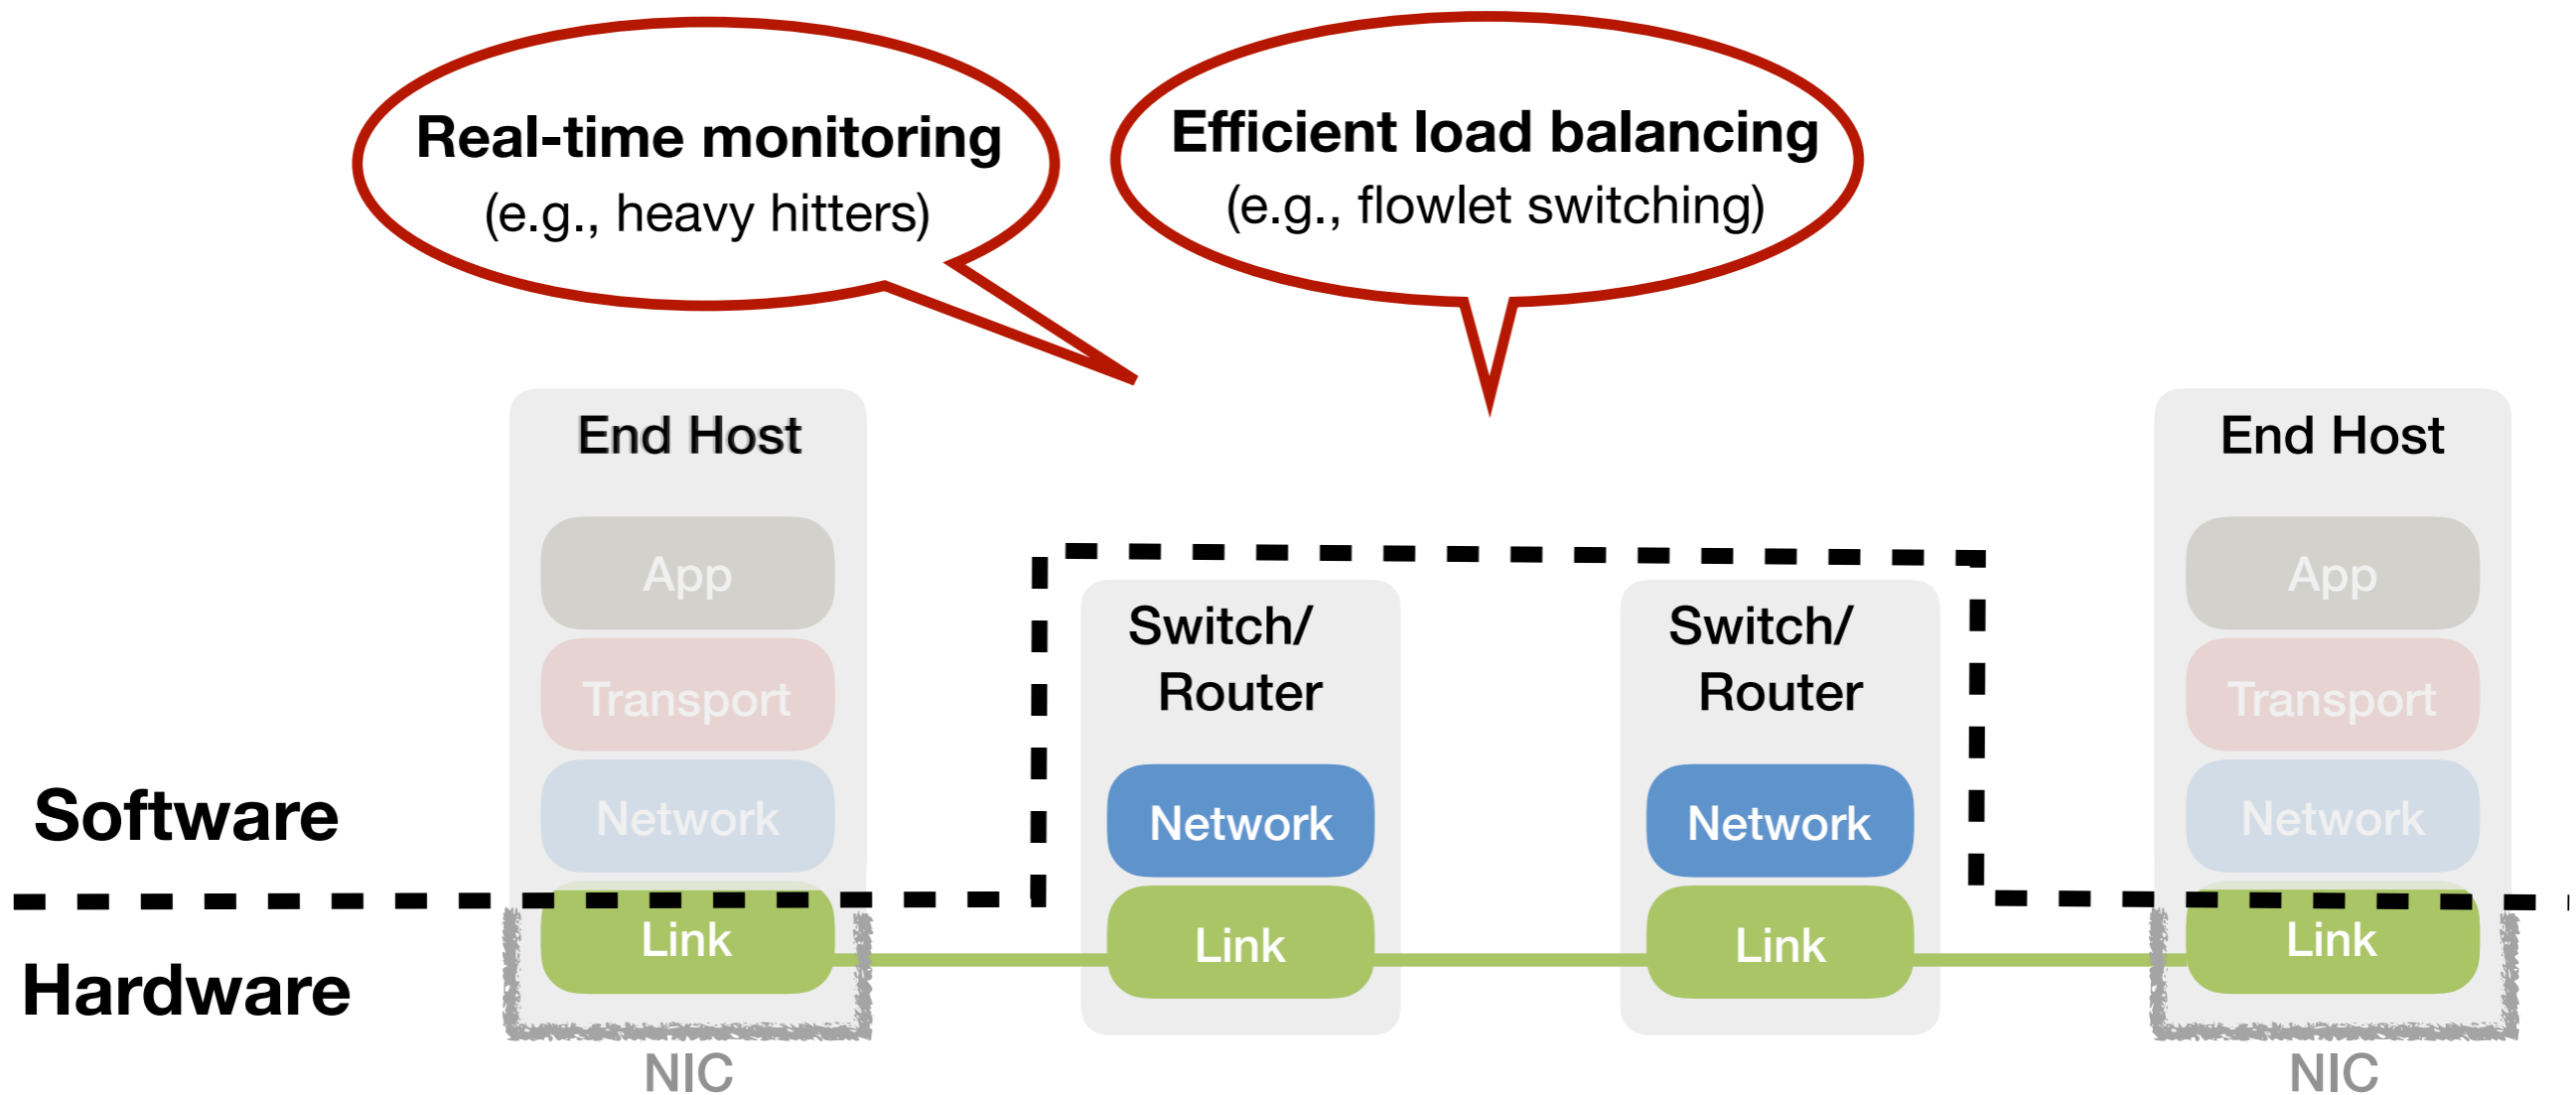 Real-time monitoring
(e.g., heavy hitters)
Efficient load balancing
(e.g., flowlet switching)
End Host
App
Transport
Network
Link
NIC
Switch/
Router
Network
Link
Switch/
Router
Network
Link
End Host
App
Transport
Network
Link
NIC
Software
Hardware